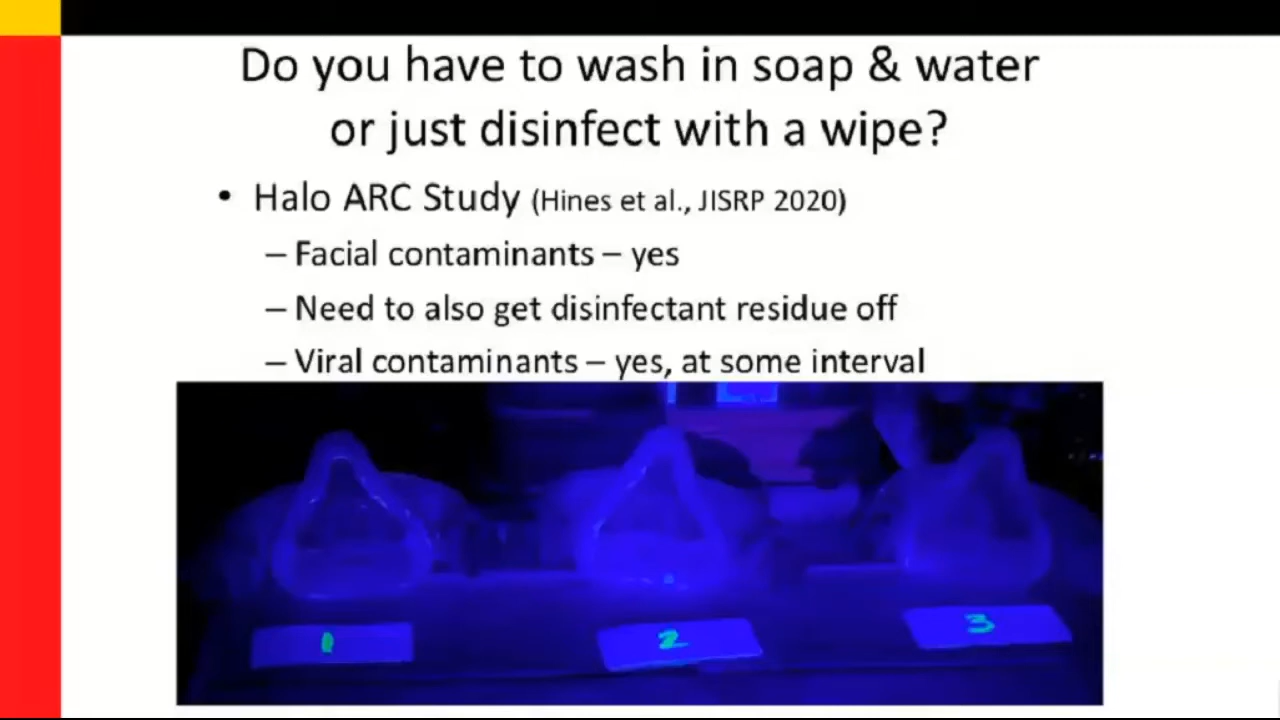 Do you have to wash in soap & water
or just disinfect with a wipe?
• Halo ARC Study (Hines et al., JISRP 2020)
– Facial contaminants – yes
– Need to also get disinfectant residue off
– Viral contaminants – yes, at some interval
1
2
3